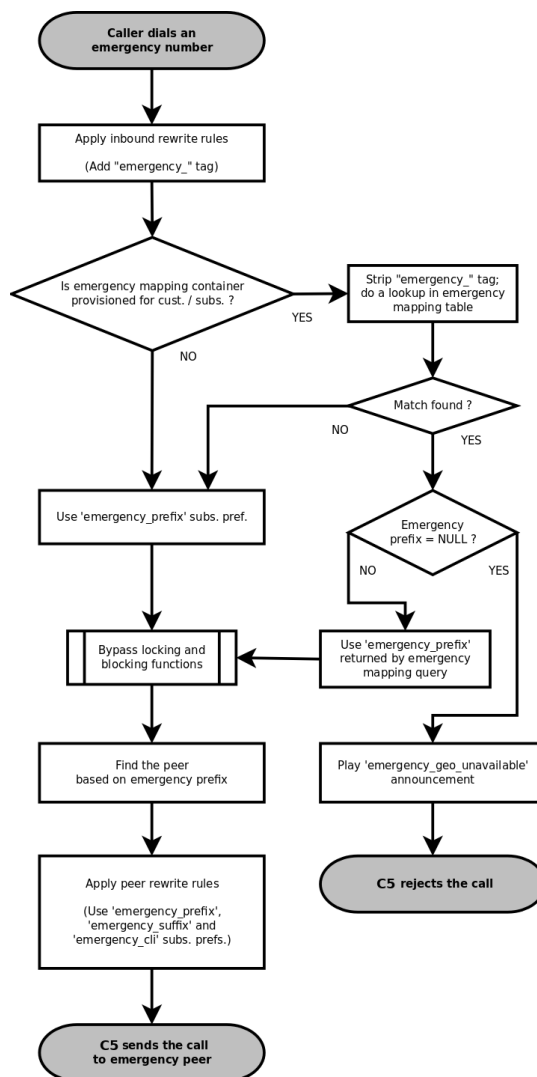 Caller dials an
emergency number
Apply inbound rewrite rules
(Add "emergency_" tag)
Is emergency mapping container
provisioned for cust. / subs. ?
YES
NO
Strip "emergency_" tag;
do a lookup in emergency
mapping table
Match found ?
NO
YES
Use 'emergency_prefix' subs. pref.
Emergency
prefix = NULL ?
NO
YES
Bypass locking and
blocking functions
Use 'emergency_prefix'
returned by emergency
mapping query
Find the peer
based on emergency prefix
Play 'emergency_geo_unavailable'
announcement
Apply peer rewrite rules
(Use 'emergency_prefix',
'emergency_suffix' and
'emergency_cli' subs. prefs.)
C5 rejects the call
C5 sends the call
to emergency peer